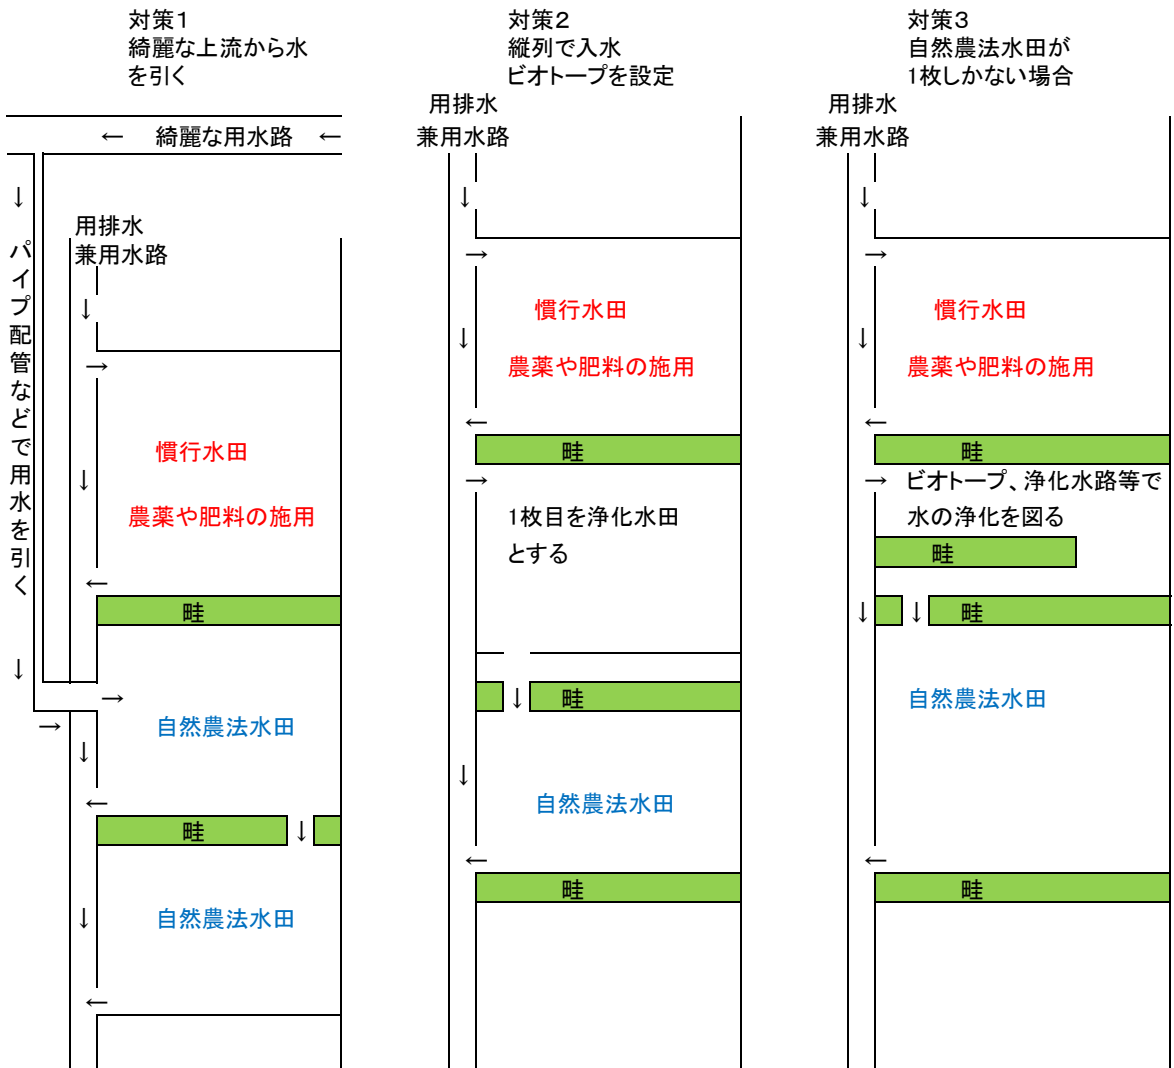 対策1
綺麗な上流から水
を引く
← 綺麗な用水路 ←
↓
パイプ配管などで用水を引く
↓
用排水
兼用水路
↓
→
慣行水田
↓
農薬や肥料の施用
←
畦
→
自然農法水田
→
↓
←
畦
↓
自然農法水田
↓
←
対策2
縦列で入水
ビオトープを設定
用排水
兼用水路
↓
→
慣行水田
↓
農薬や肥料の施用
←
畦
→
1枚目を浄化水田
とする
↓ 畦
↓
自然農法水田
←
畦
対策3
自然農法水田が
1枚しかない場合
用排水
兼用水路
↓
→
慣行水田
↓
農薬や肥料の施用
←
畦
→ ビオトープ、浄化水路等で
水の浄化を図る
畦
↓ ↓ 畦
自然農法水田
←
畦